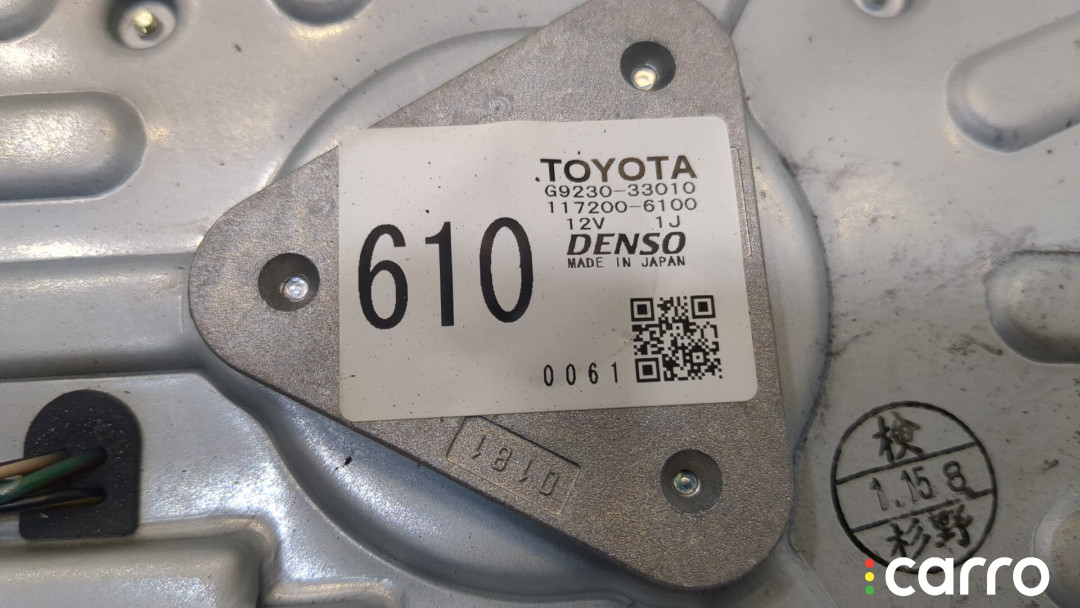 TOYOTA
G9230-33010
117200-6100
12V 1J
DENSO
MADE IN JAPAN
610
0061
0181
検
1.15.8
杉野
carro